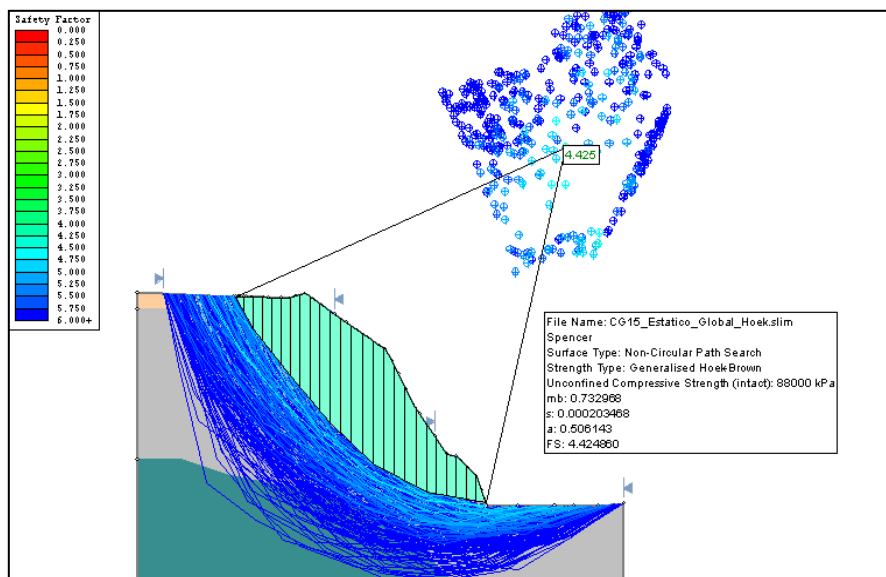 Safety Factor
0.000
0.250
0.500
0.750
1.000
1.250
1.500
1.750
2.000
2.250
2.500
2.750
3.000
3.250
3.500
3.750
4.000
4.250
4.500
4.750
5.000
5.250
5.500
5.750
6.000+
4.425
File Name: CG15_Estatico_Global_Hoek.slim
Spencer
Surface Type: Non-Circular Path Search
Strength Type: Generalised Hoek-Brown
Unconfined Compressive Strength (intact): 88000 kPa
mb: 0.732968
s: 0.000203468
a: 0.506143
FS: 4.424860